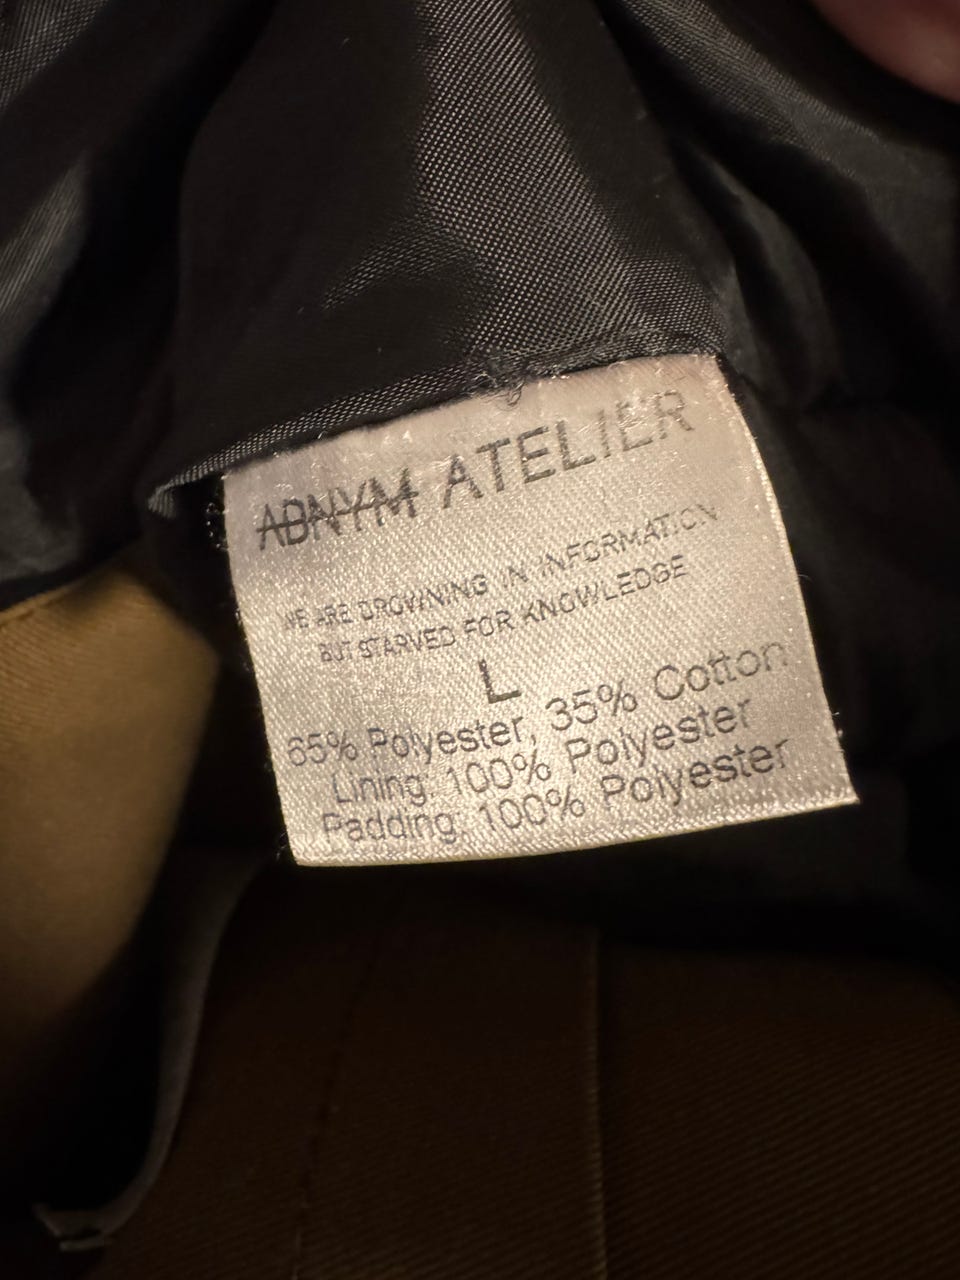 ABNYM ATELIER
WE ARE DROWNING IN INFORMATION
BUT STARVED FOR KNOWLEDGE
L
65% Polyester, 35% Cotton
Lining: 100% Polyester
Padding: 100% Polyester